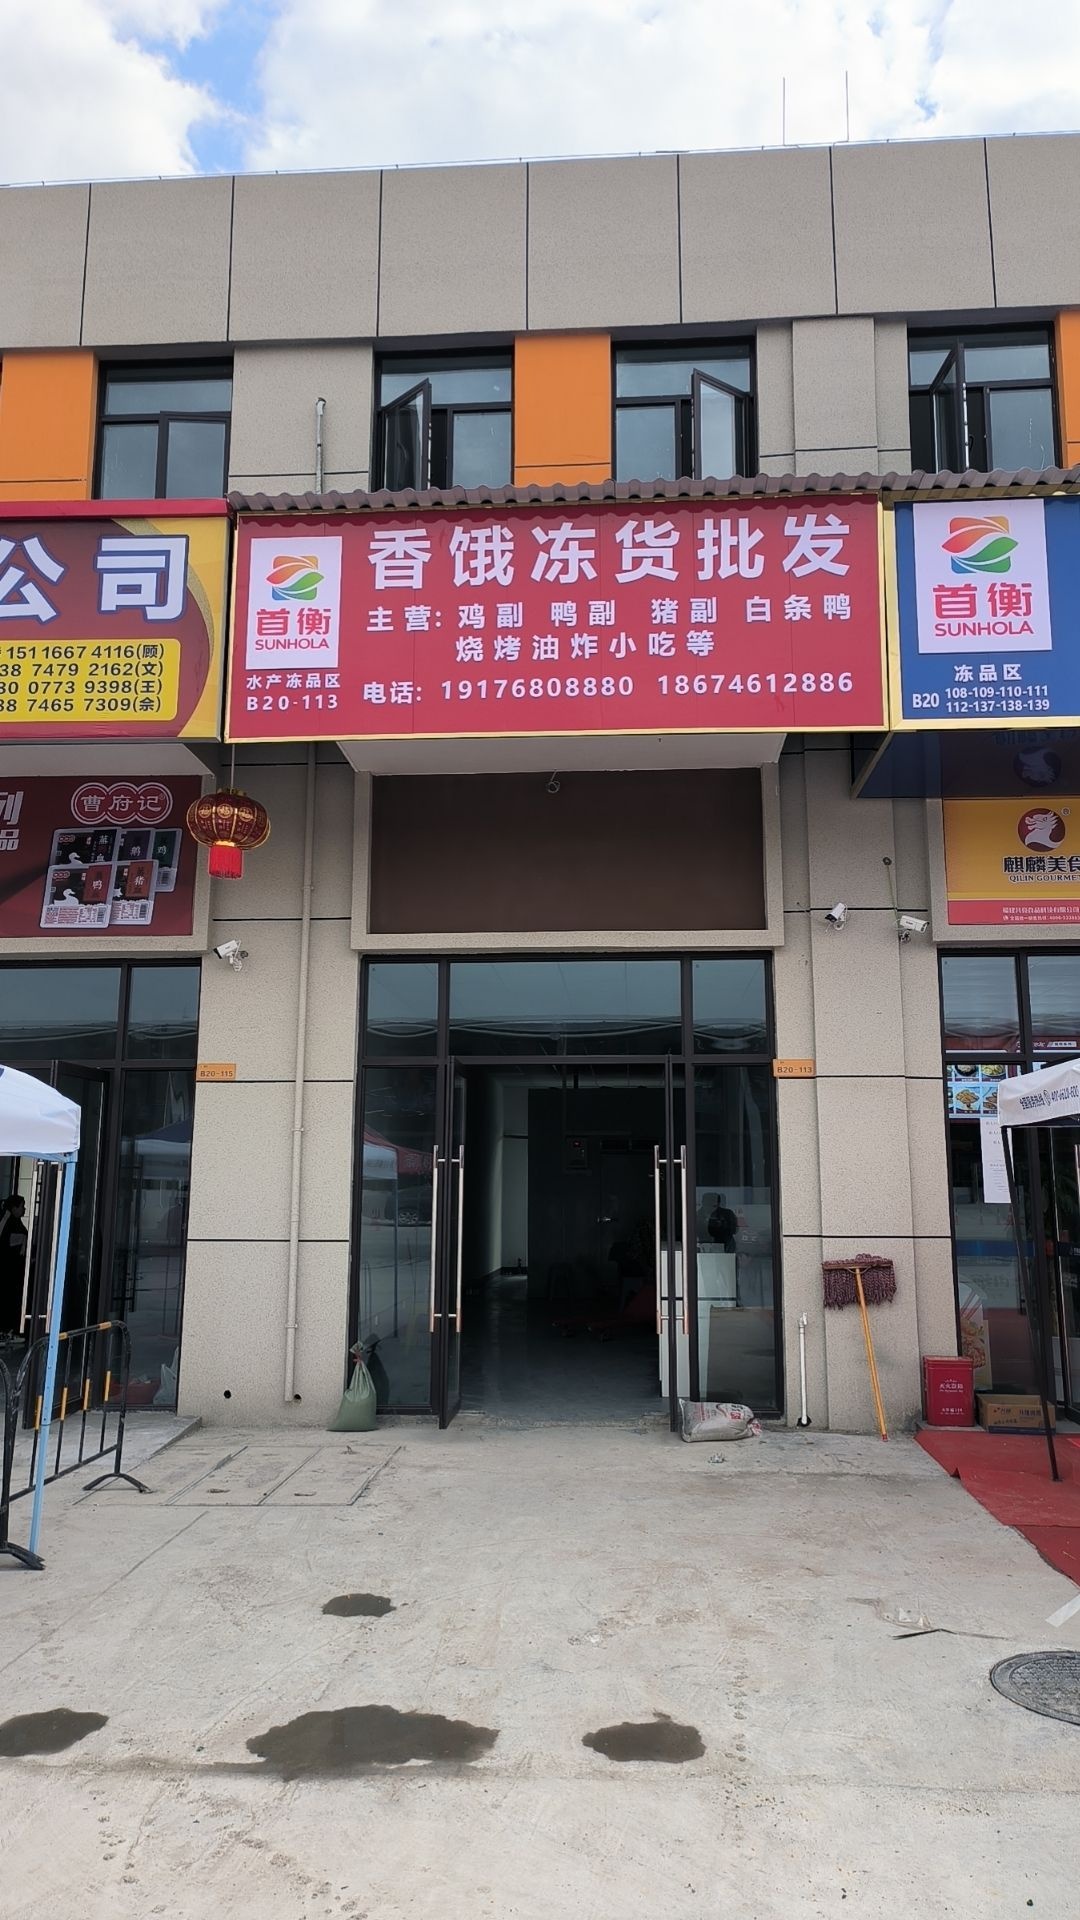 公司
15116674116(顾)
38 7479 2162(文)
80 0773 9398(王)
38 7465 7309(佘)
首衡
SUNHOLA
水产冻品区
B20-113
香饿冻货批发
主营: 鸡副 鸭副 猪副 白条鸭
烧烤油炸小吃等
电话: 19176808880 18674612886
首衡
SUNHOLA
冻品区
B20 108-109-110-111
112-137-138-139
列
品
曹府记
麒麟美食
QILIN GOURMET
B20-115
B20-113